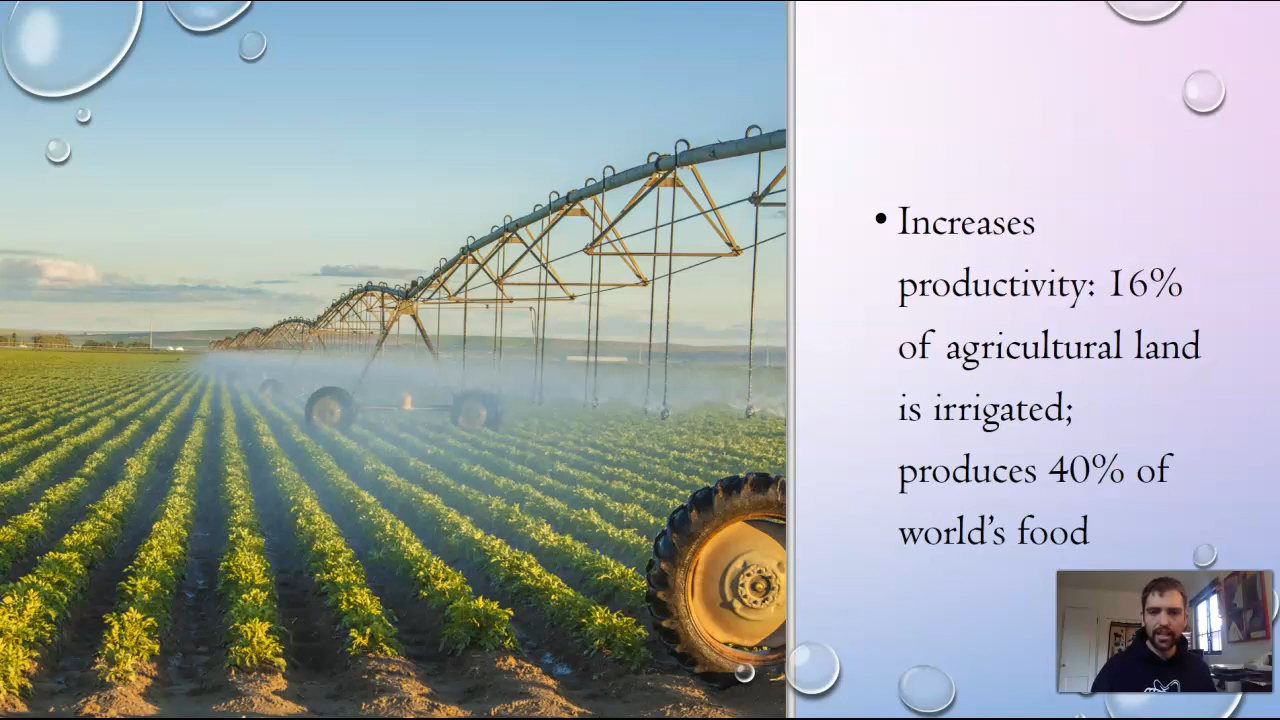 • Increases
productivity: 16%
of agricultural land
is irrigated;
produces 40% of
world's food